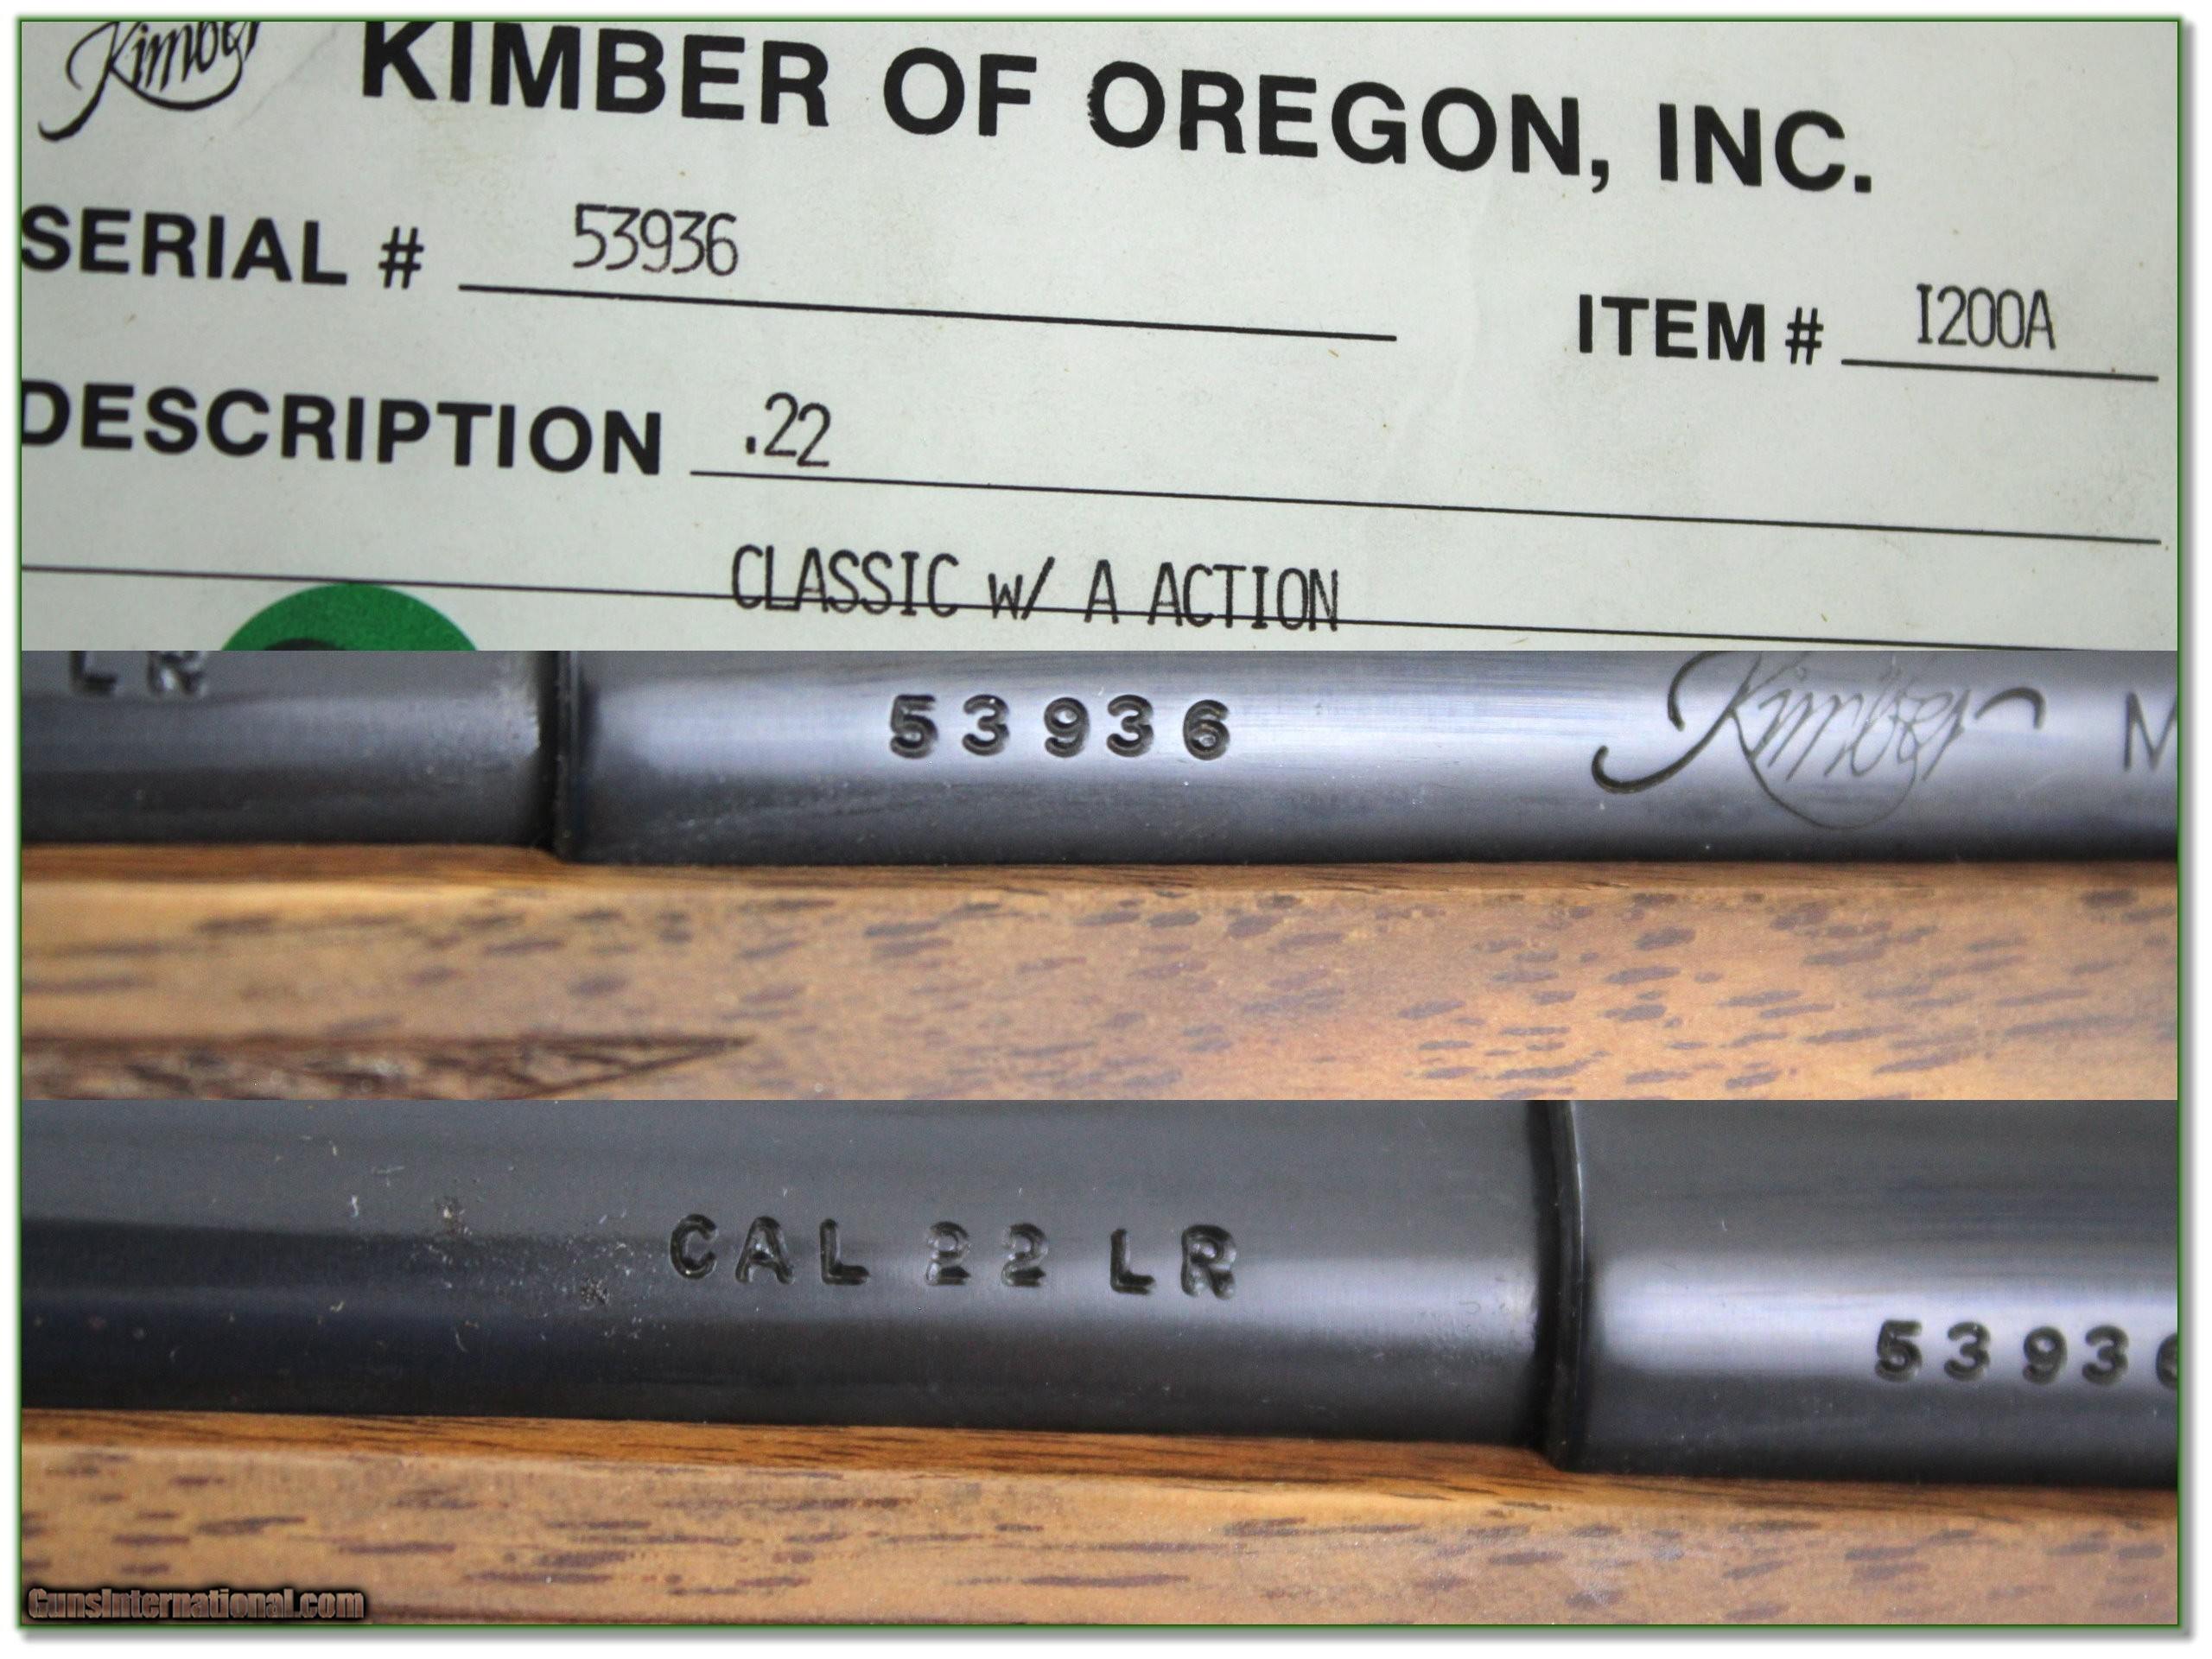 Kimber KIMBER OF OREGON, INC.
SERIAL # 53936
ITEM # I200A
DESCRIPTION .22
CLASSIC w/ A ACTION
LR 53936 Kimber M
CAL 22 LR 53936
GunsInternational.com